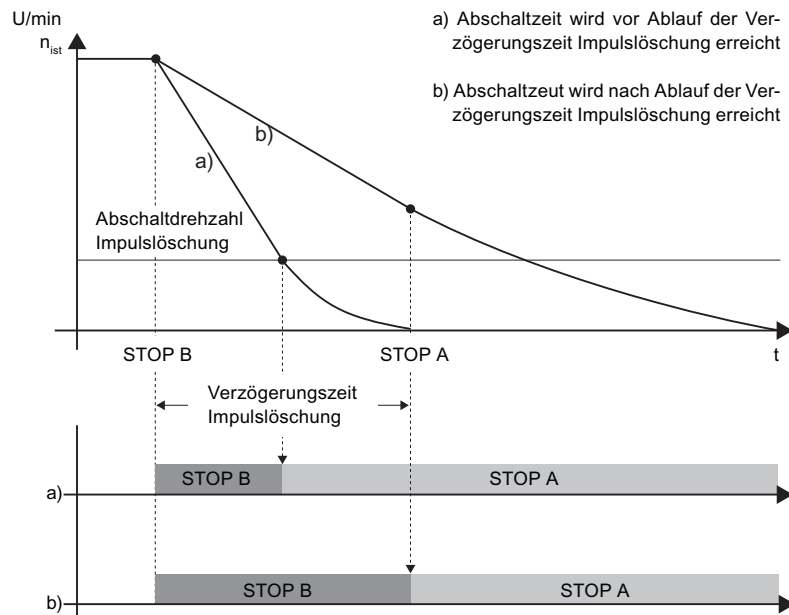 U/min
n_ist
a) Abschaltzeit wird vor Ablauf der Ver-
zögerungszeit Impulslöschung erreicht
b) Abschaltzeut wird nach Ablauf der Ver-
zögerungszeit Impulslöschung erreicht
b)
a)
Abschaltdrehzahl
Impulslöschung
STOP B
STOP A
t
Verzögerungszeit
Impulslöschung
STOP B
STOP A
a)
STOP B
STOP A
b)